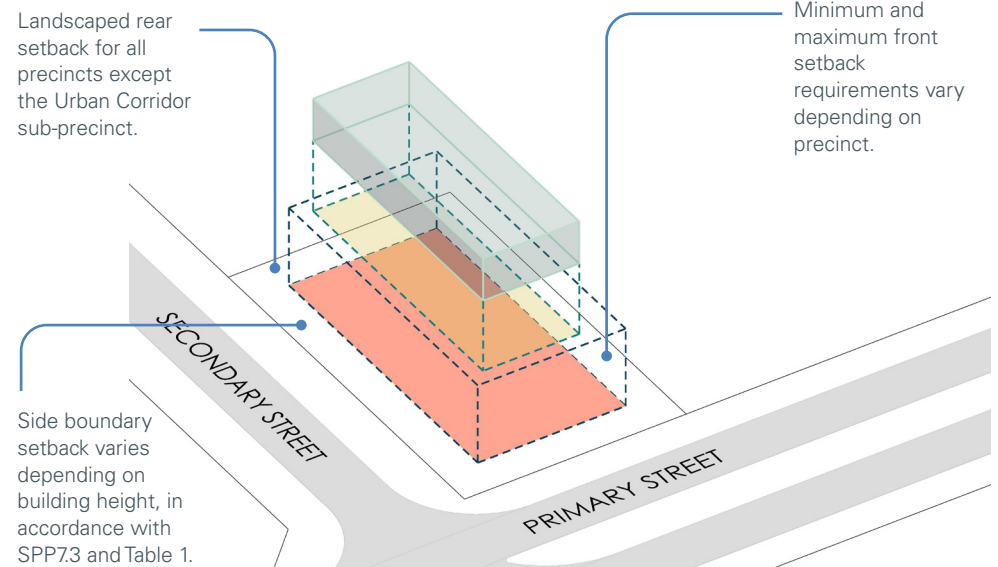 Landscaped rear
setback for all
precincts except
the Urban Corridor
sub-precinct.
Minimum and
maximum front
setback
requirements vary
depending on
precinct.
SECONDARY STREET
PRIMARY STREET
Side boundary
setback varies
depending on
building height, in
accordance with
SPP7.3 and Table 1.